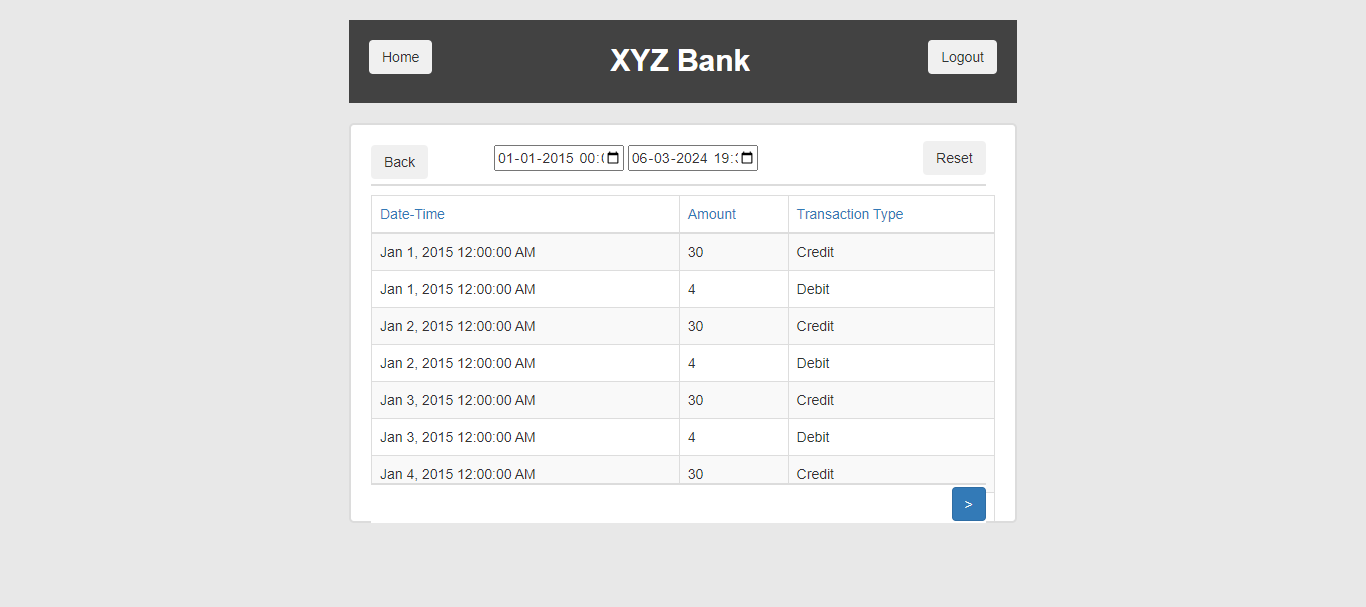 Home XYZ Bank Logout
Back 01-01-2015 00: 06-03-2024 19: Reset
Date-Time Amount Transaction Type
Jan 1, 2015 12:00:00 AM 30 Credit
Jan 1, 2015 12:00:00 AM 4 Debit
Jan 2, 2015 12:00:00 AM 30 Credit
Jan 2, 2015 12:00:00 AM 4 Debit
Jan 3, 2015 12:00:00 AM 30 Credit
Jan 3, 2015 12:00:00 AM 4 Debit
Jan 4, 2015 12:00:00 AM 30 Credit
>